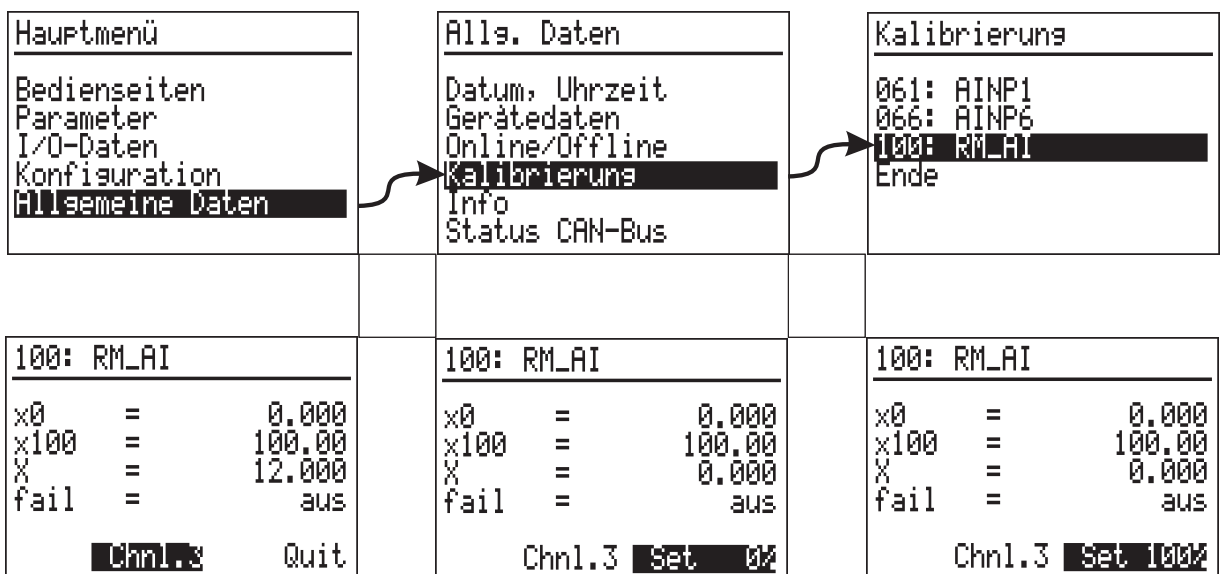 Hauptmenü
Bedienseiten
Parameter
I/O-Daten
Konfiguration
Allgemeine Daten
Allg. Daten
Datum, Uhrzeit
Gerätedaten
Online/Offline
Kalibrierung
Info
Status CAN-Bus
Kalibrierung
061: AINP1
066: AINP6
100: RM_AI
Ende
100: RM_AI
x0 = 0.000
x100 = 100.00
X = 12.000
fail = aus
Chnl.3 Quit
100: RM_AI
x0 = 0.000
x100 = 100.00
X = 0.000
fail = aus
Chnl.3 Set 0%
100: RM_AI
x0 = 0.000
x100 = 100.00
X = 0.000
fail = aus
Chnl.3 Set 100%